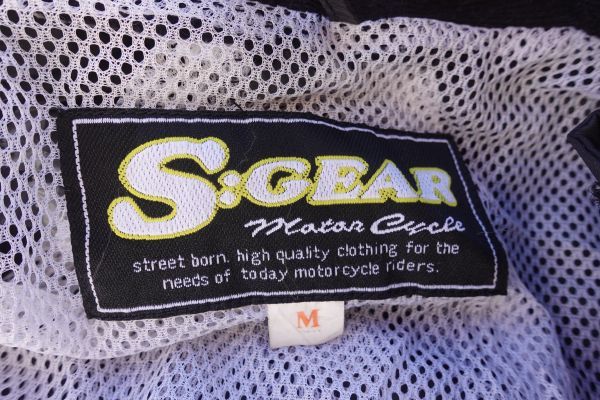 S:GEAR
Motor Cycle
street born. high quality clothing for the
needs of today motorcycle riders.
M